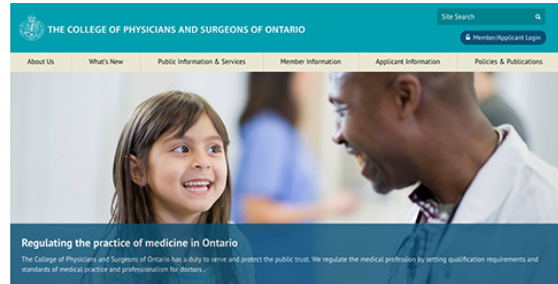 Site Search
THE COLLEGE OF PHYSICIANS AND SURGEONS OF ONTARIO
Member/Applicant Login
About Us What's New Public Information & Services Member Information Applicant Information Policies & Publications
Regulating the practice of medicine in Ontario
The College of Physicians and Surgeons of Ontario has a duty to serve and protect the public trust. We regulate the medical profession by setting qualification requirements and
standards of medical practice and professionalism for doctors .